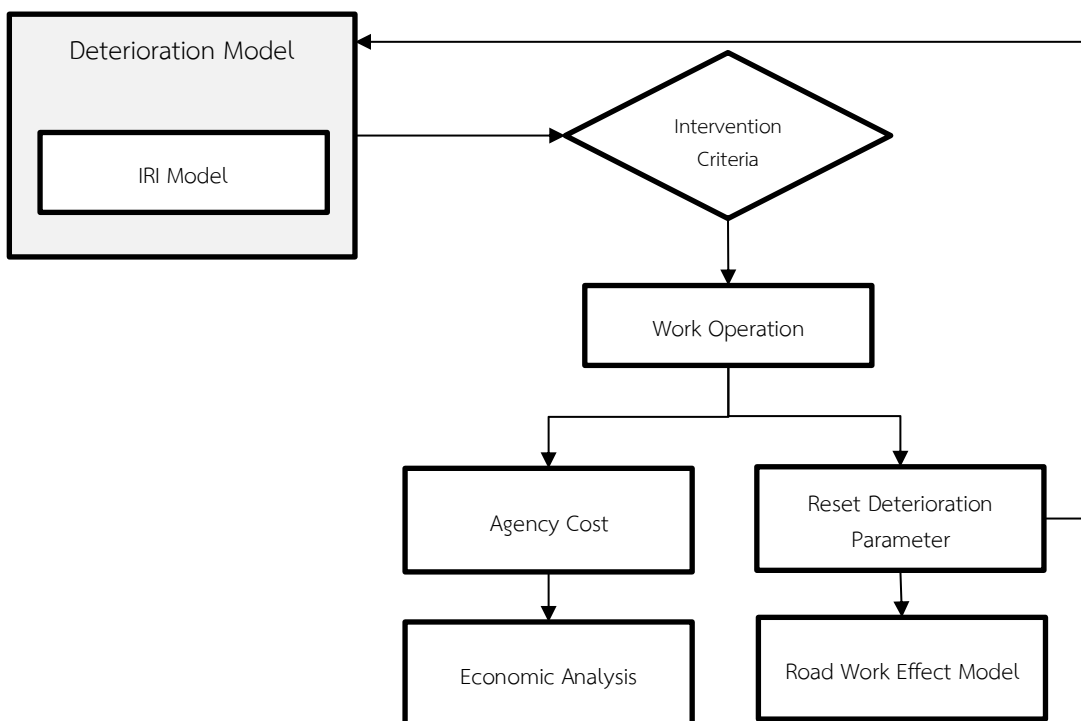 Deterioration Model
IRI Model
Intervention
Criteria
Work Operation
Agency Cost
Reset Deterioration
Parameter
Economic Analysis
Road Work Effect Model